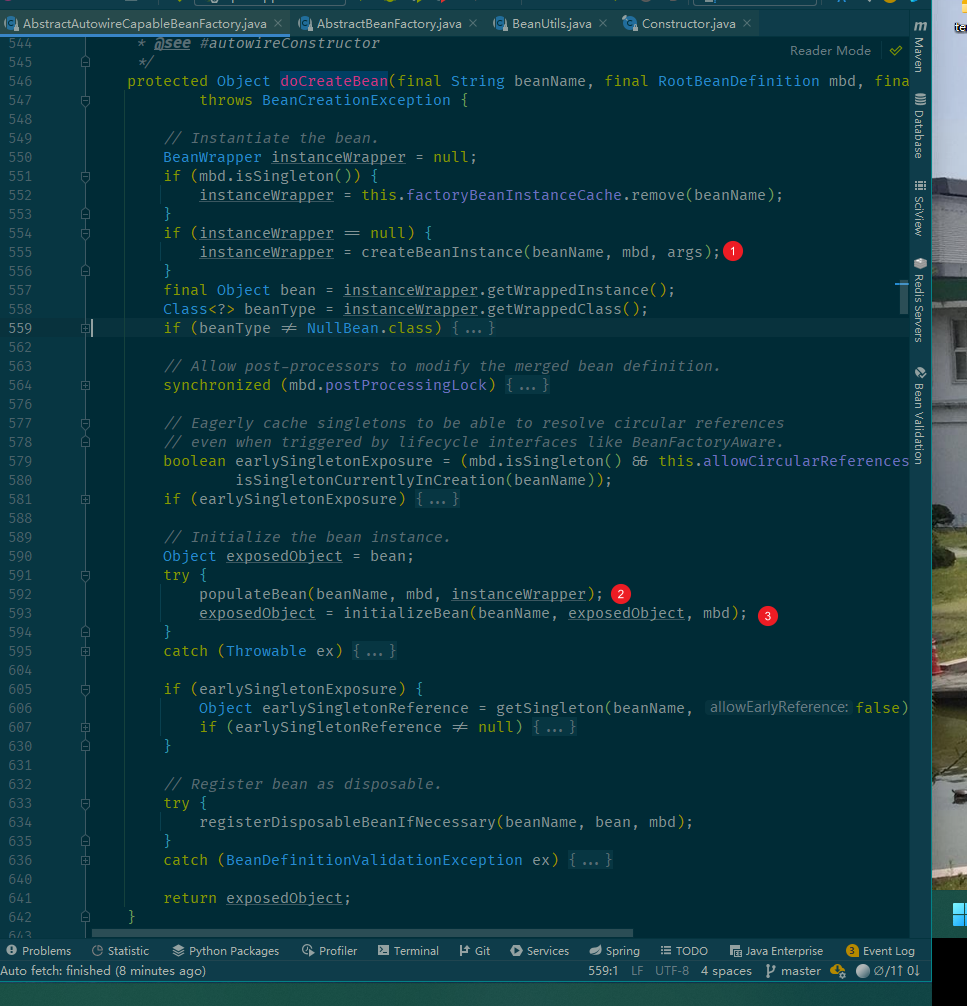 AbstractAutowireCapableBeanFactory.java
AbstractBeanFactory.java
BeanUtils.java
Constructor.java
Reader Mode
544 * @see #autowireConstructor
545 */
546 protected Object doCreateBean(final String beanName, final RootBeanDefinition mbd, fina
547 throws BeanCreationException {
548
549 // Instantiate the bean.
550 BeanWrapper instanceWrapper = null;
551 if (mbd.isSingleton()) {
552 instanceWrapper = this.factoryBeanInstanceCache.remove(beanName);
553 }
554 if (instanceWrapper == null) {
555 instanceWrapper = createBeanInstance(beanName, mbd, args); 1
556 }
557 final Object bean = instanceWrapper.getWrappedInstance();
558 Class<?> beanType = instanceWrapper.getWrappedClass();
559 if (beanType != NullBean.class) {...}
562
563 // Allow post-processors to modify the merged bean definition.
564 synchronized (mbd.postProcessingLock) {...}
576
577 // Eagerly cache singletons to be able to resolve circular references
578 // even when triggered by lifecycle interfaces like BeanFactoryAware.
579 boolean earlySingletonExposure = (mbd.isSingleton() && this.allowCircularReferences
580 isSingletonCurrentlyInCreation(beanName));
581 if (earlySingletonExposure) {...}
588
589 // Initialize the bean instance.
590 Object exposedObject = bean;
591 try {
592 populateBean(beanName, mbd, instanceWrapper); 2
593 exposedObject = initializeBean(beanName, exposedObject, mbd); 3
594 }
595 catch (Throwable ex) {...}
604
605 if (earlySingletonExposure) {
606 Object earlySingletonReference = getSingleton(beanName, allowEarlyReference: false)
607 if (earlySingletonReference != null) {...}
630 }
631
632 // Register bean as disposable.
633 try {
634 registerDisposableBeanIfNecessary(beanName, bean, mbd);
635 }
636 catch (BeanDefinitionValidationException ex) {...}
640
641 return exposedObject;
642 }
643
m Maven
Database
SciView
Redis Servers
Bean Validation
te
Problems
Statistic
Python Packages
Profiler
Terminal
Git
Services
Spring
TODO
Java Enterprise
3 Event Log
Auto fetch: finished (8 minutes ago)
559:1 LF UTF-8 4 spaces master ∅/1↑ 0↓